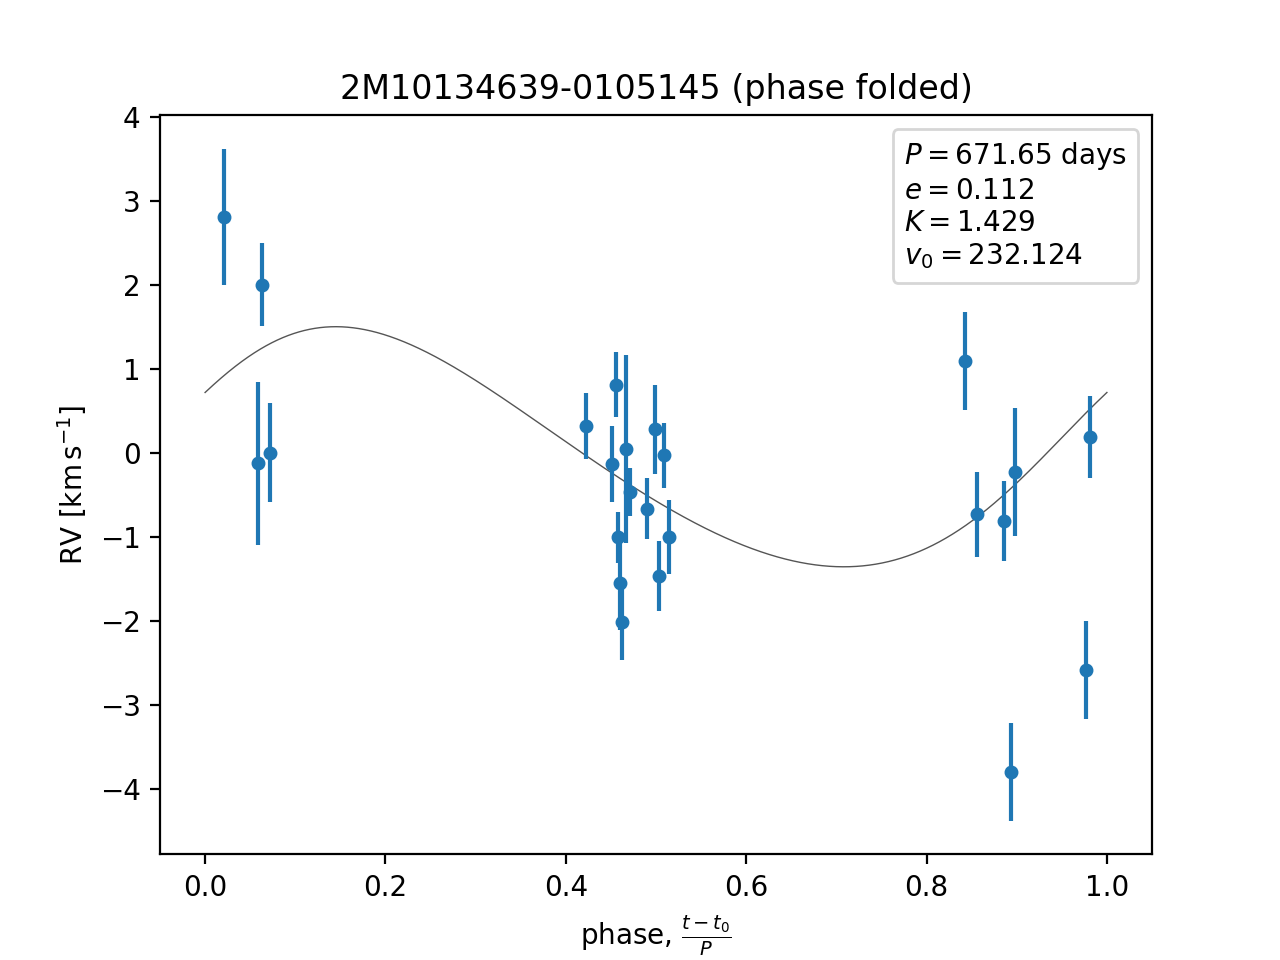 2M10134639-0105145 (phase folded)
P = 671.65 days
e = 0.112
K = 1.429
v₀ = 232.124
4
3
2
1
0
−1
−2
−3
−4
RV [km s⁻¹]
0.0 0.2 0.4 0.6 0.8 1.0
phase, (t − t₀)/P